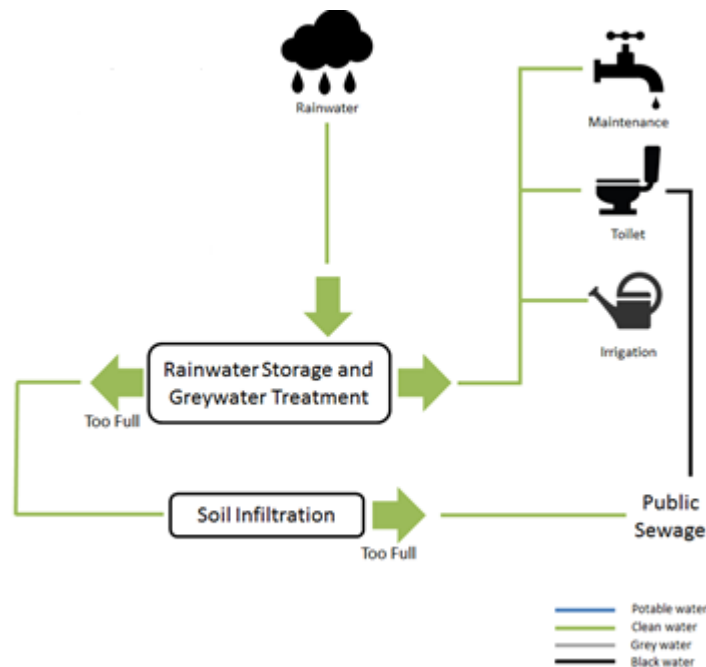 Rainwater
Maintenance
Toilet
Irrigation
Rainwater Storage and
Greywater Treatment
Too Full
Soil Infiltration
Too Full
Public
Sewage
Potable water
Clean water
Grey water
Black water